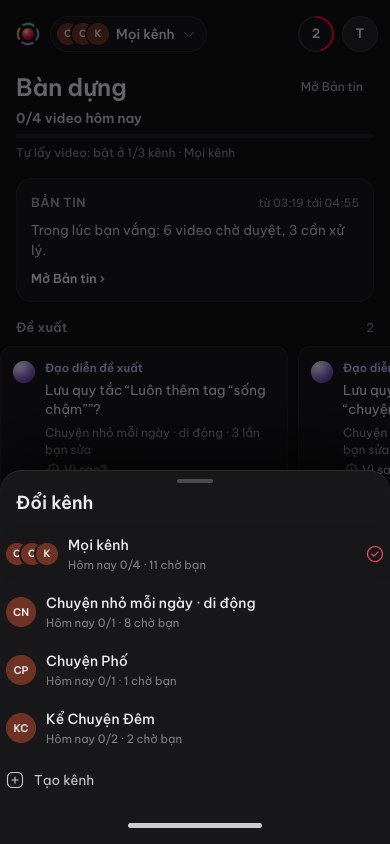 C C K Mọi kênh
2
T
Bàn dựng
Mở Bản tin
0/4 video hôm nay
Tự lấy video: bật ở 1/3 kênh · Mọi kênh
BẢN TIN
từ 03:19 tới 04:55
Trong lúc bạn vắng: 6 video chờ duyệt, 3 cần xử
lý.
Mở Bản tin ›
Đề xuất
2
Đạo diễn đề xuất
Lưu quy tắc “Luôn thêm tag “sống
chậm””?
Chuyện nhỏ mỗi ngày · di động · 3 lần
bạn sửa
Vì sao?
Đạo diễn
Lưu quy
“chuyện
Chuyện n
bạn sửa
Vì sa
Đổi kênh
C C K
Mọi kênh
Hôm nay 0/4 · 11 chờ bạn
CN
Chuyện nhỏ mỗi ngày · di động
Hôm nay 0/1 · 8 chờ bạn
CP
Chuyện Phố
Hôm nay 0/1 · 1 chờ bạn
KC
Kể Chuyện Đêm
Hôm nay 0/2 · 2 chờ bạn
Tạo kênh